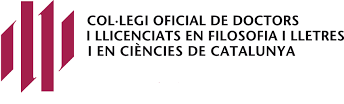 COL·LEGI OFICIAL DE DOCTORS
I LLICENCIATS EN FILOSOFIA I LLETRES
I EN CIÈNCIES DE CATALUNYA